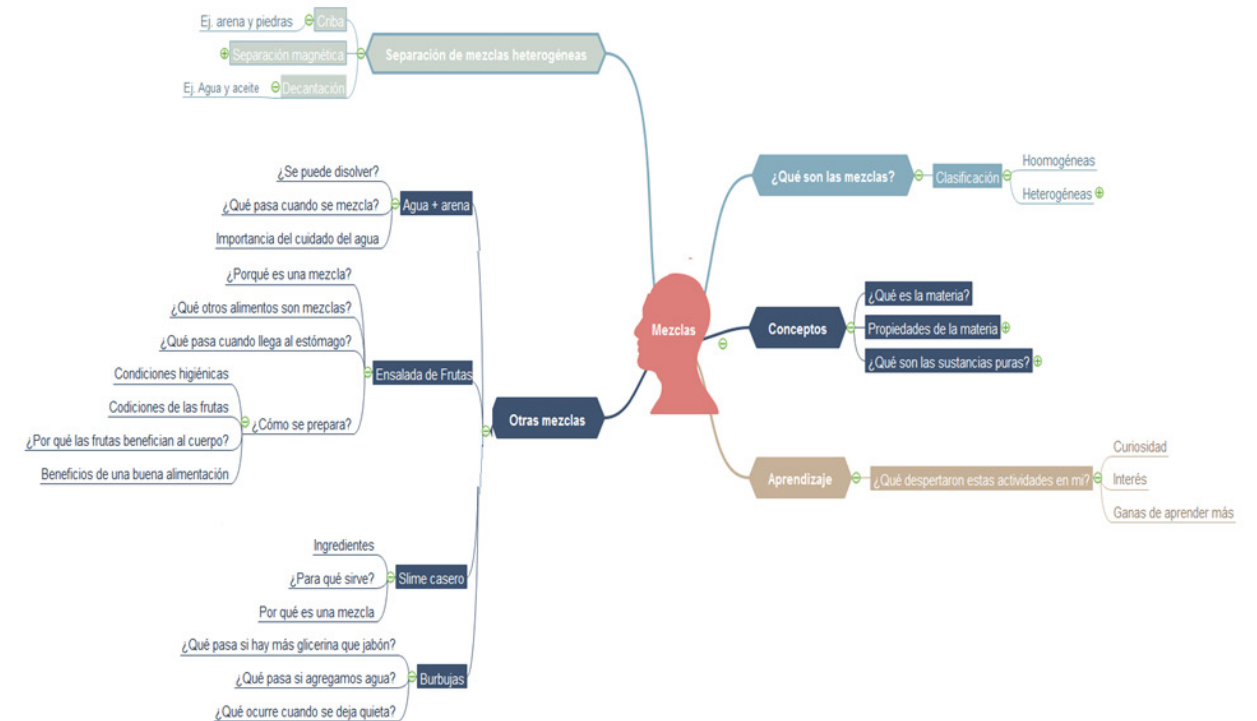 Mezclas
Separación de mezclas heterogéneas
Criba
Ej. arena y piedras
Separación magnética
Decantación
Ej. Agua y aceite
¿Qué son las mezclas?
Clasificación
Hoomogéneas
Heterogéneas
Conceptos
¿Qué es la materia?
Propiedades de la materia
¿Qué son las sustancias puras?
Aprendizaje
¿Qué despertaron estas actividades en mi?
Curiosidad
Interés
Ganas de aprender más
Otras mezclas
Agua + arena
¿Se puede disolver?
¿Qué pasa cuando se mezcla?
Importancia del cuidado del agua
Ensalada de Frutas
¿Porqué es una mezcla?
¿Qué otros alimentos son mezclas?
¿Qué pasa cuando llega al estómago?
¿Cómo se prepara?
Condiciones higiénicas
Codiciones de las frutas
¿Por qué las frutas benefician al cuerpo?
Beneficios de una buena alimentación
Slime casero
Ingredientes
¿Para qué sirve?
Por qué es una mezcla
Burbujas
¿Qué pasa si hay más glicerina que jabón?
¿Qué pasa si agregamos agua?
¿Qué ocurre cuando se deja quieta?